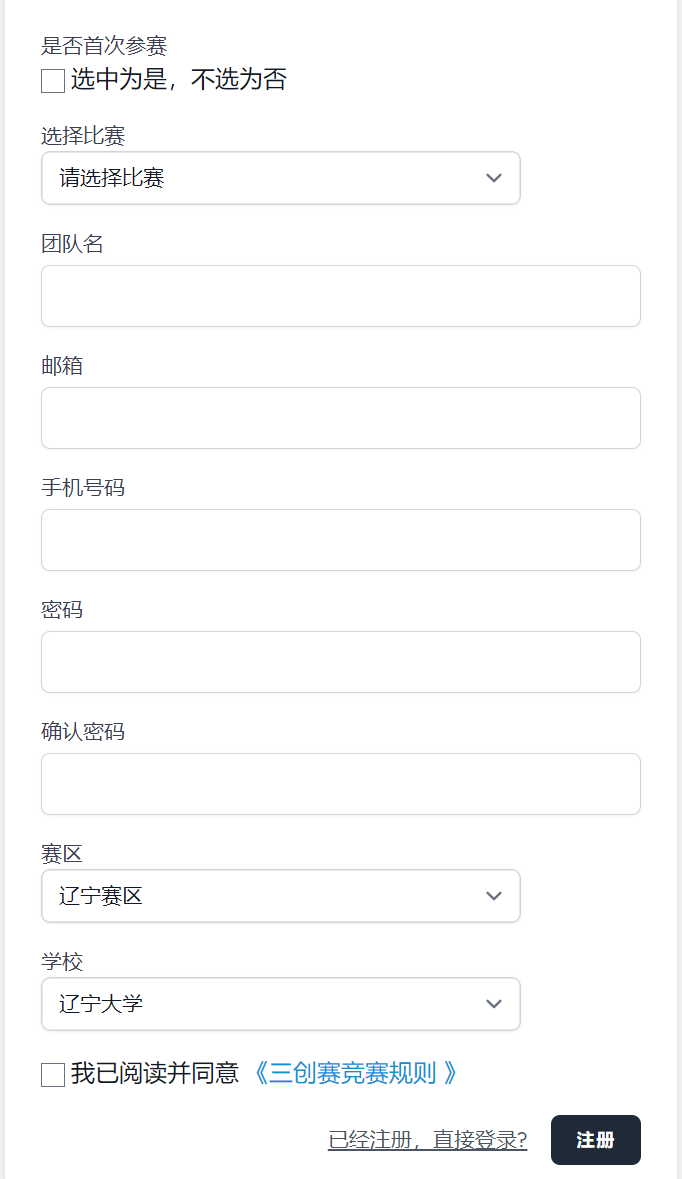 是否首次参赛
选中为是，不选为否
选择比赛
请选择比赛
团队名
邮箱
手机号码
密码
确认密码
赛区
辽宁赛区
学校
辽宁大学
我已阅读并同意 《三创赛竞赛规则 》
已经注册，直接登录? 注册